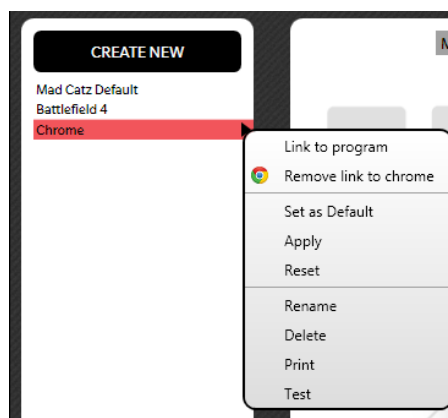 CREATE NEW
Mad Catz Default
Battlefield 4
Chrome
Link to program
Remove link to chrome
Set as Default
Apply
Reset
Rename
Delete
Print
Test